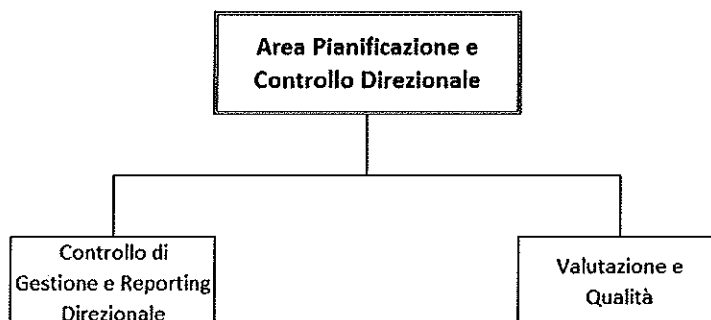 Area Pianificazione e
Controllo Direzionale
Controllo di
Gestione e Reporting
Direzionale
Valutazione e
Qualità